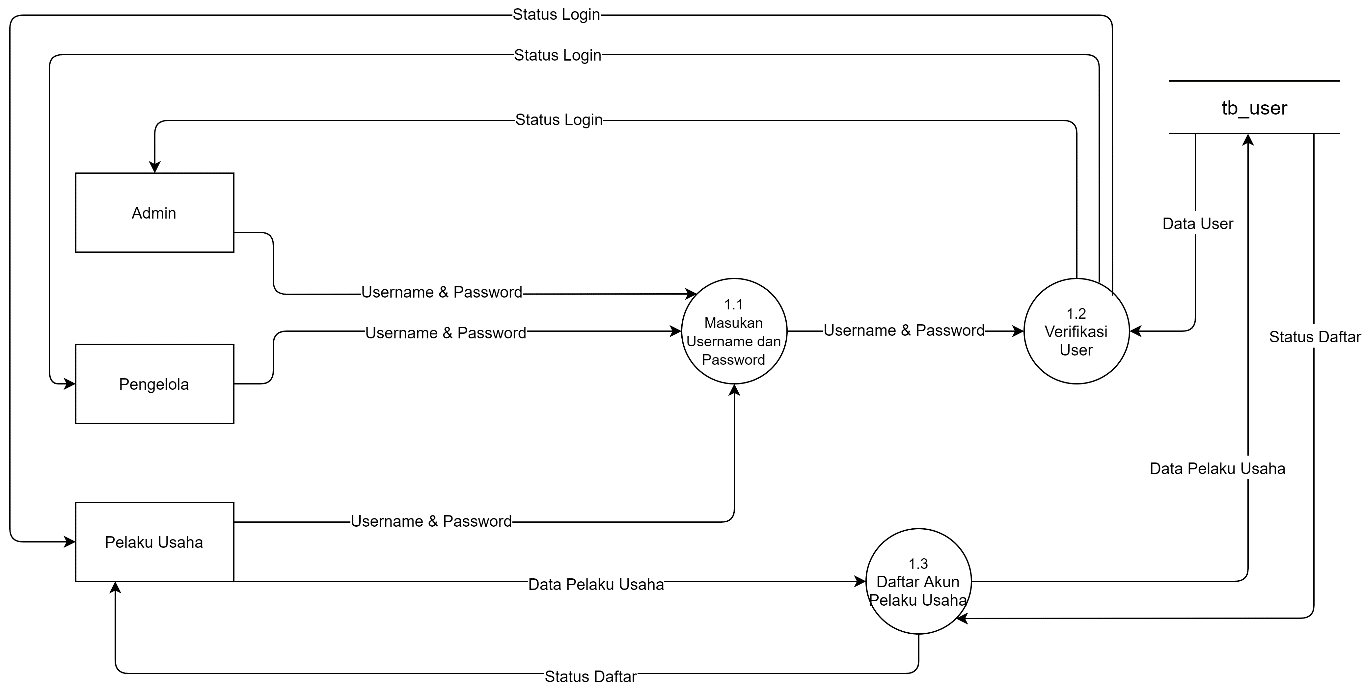 Status Login
Status Login
tb_user
Status Login
Admin
Data User
Username & Password
1.1
Masukan
Username dan
Password
1.2
Verifikasi
User
Username & Password
Username & Password
Status Daftar
Pengelola
Data Pelaku Usaha
Username & Password
Pelaku Usaha
1.3
Daftar Akun
Pelaku Usaha
Data Pelaku Usaha
Status Daftar